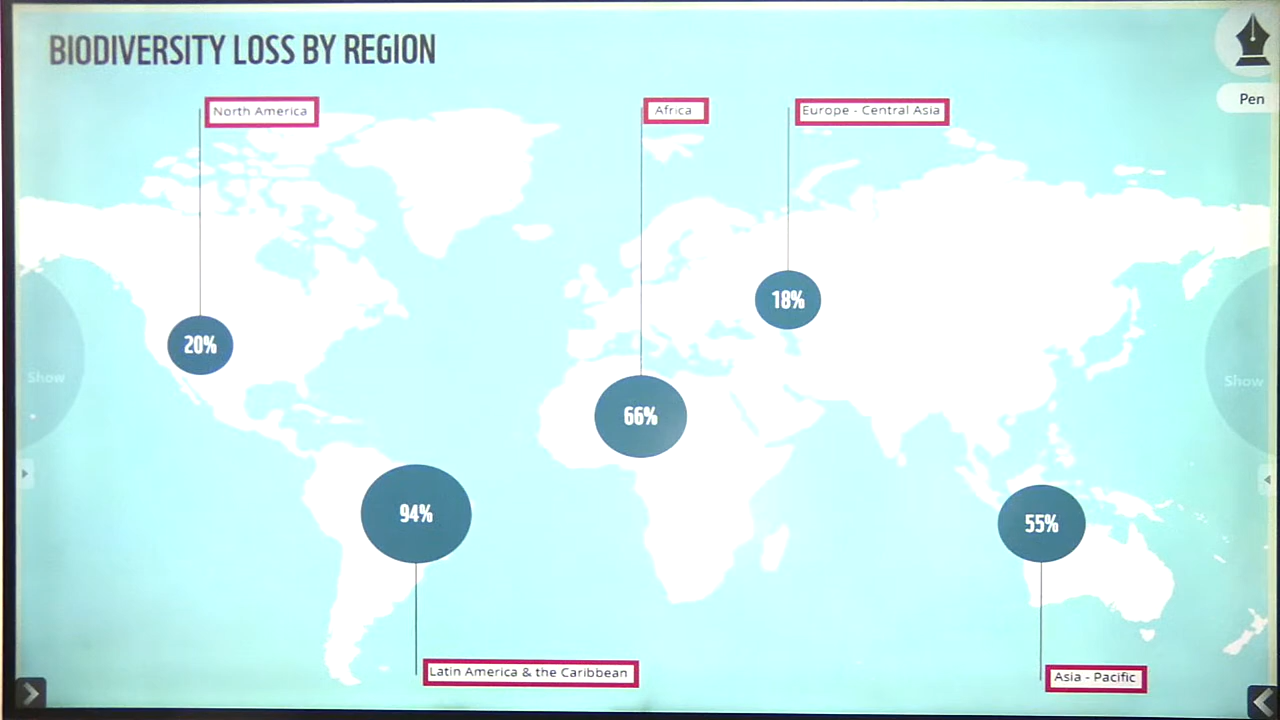 BIODIVERSITY LOSS BY REGION
Pen
North America
Africa
Europe - Central Asia
18%
20%
Show
Show
66%
94%
55%
Latin America & the Caribbean
Asia - Pacific